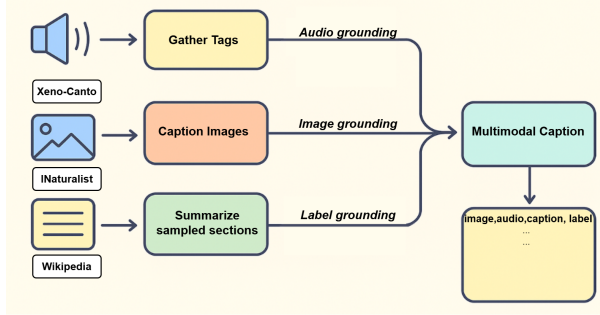 Gather Tags
Audio grounding
Xeno-Canto
Caption Images
Image grounding
Multimodal Caption
INaturalist
Summarize
sampled sections
Label grounding
image,audio,caption, label
...
...
Wikipedia